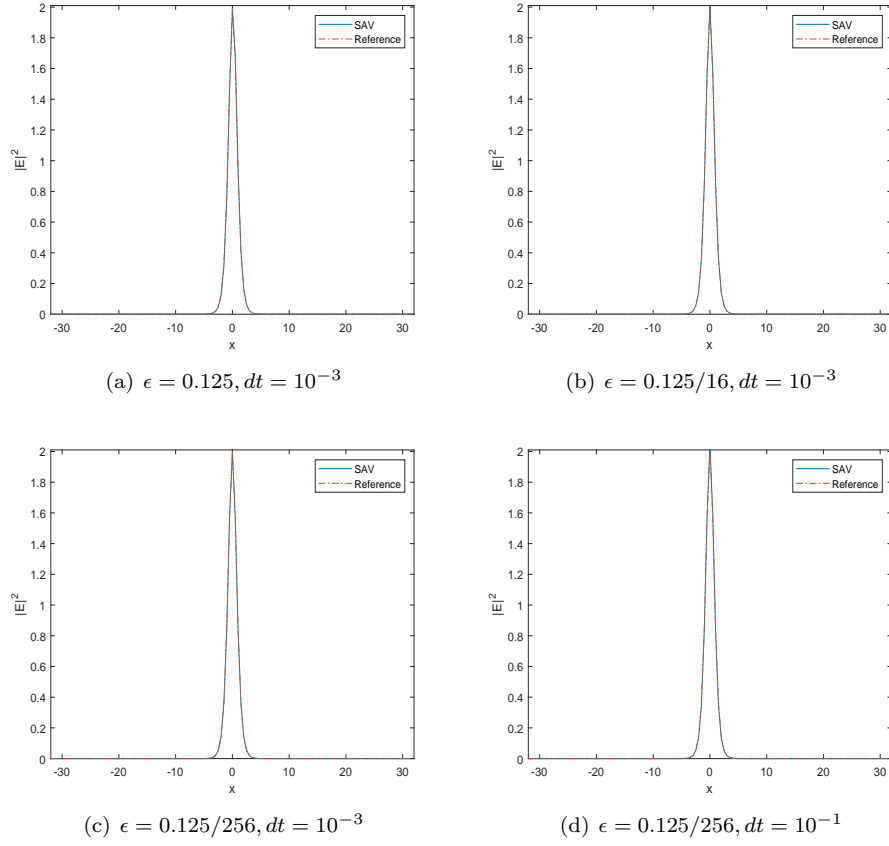 2
1.8
1.6
1.4
1.2
1
0.8
0.6
0.4
0.2
0
|E|²
-30 -20 -10 0 10 20 30
x
SAV
Reference
(a) ϵ = 0.125, dt = 10⁻³
2
1.8
1.6
1.4
1.2
1
0.8
0.6
0.4
0.2
0
|E|²
-30 -20 -10 0 10 20 30
x
SAV
Reference
(b) ϵ = 0.125/16, dt = 10⁻³
2
1.8
1.6
1.4
1.2
1
0.8
0.6
0.4
0.2
0
|E|²
-30 -20 -10 0 10 20 30
x
SAV
Reference
(c) ϵ = 0.125/256, dt = 10⁻³
2
1.8
1.6
1.4
1.2
1
0.8
0.6
0.4
0.2
0
|E|²
-30 -20 -10 0 10 20 30
x
SAV
Reference
(d) ϵ = 0.125/256, dt = 10⁻¹